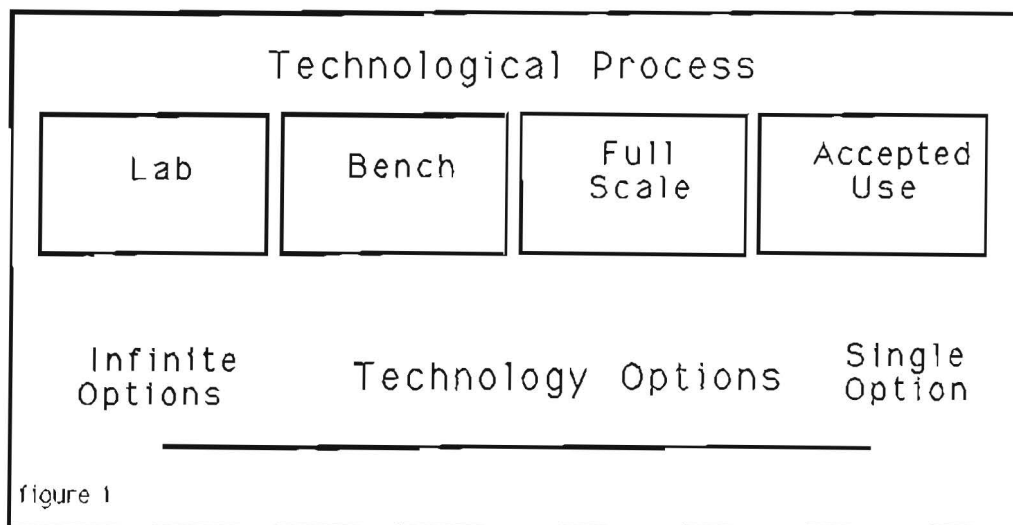 Technological Process
Lab
Bench
Full
Scale
Accepted
Use
Infinite
Options
Technology Options
Single
Option
figure 1